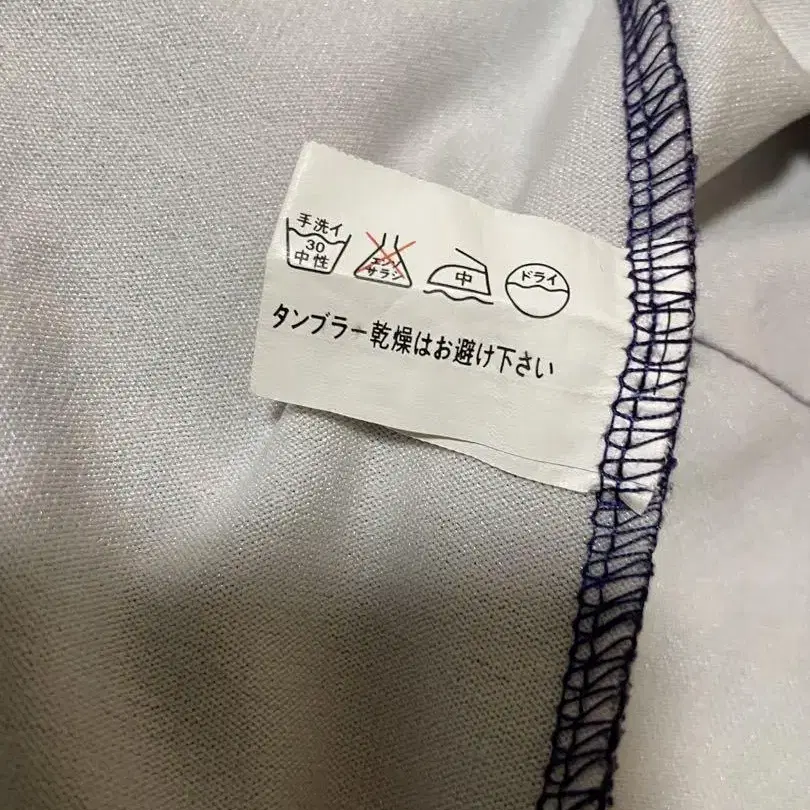 手洗イ
30
中性
エンソ
サラシ
中
ドライ
タンブラー乾燥はお避け下さい